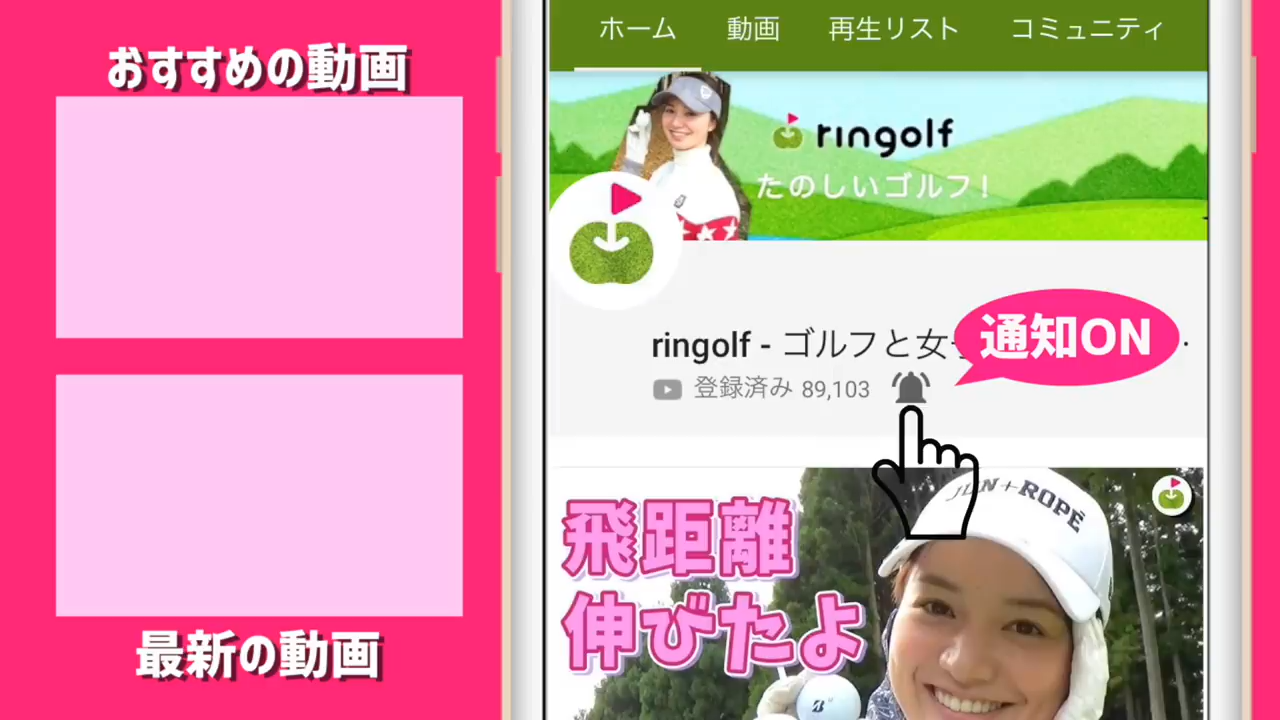 おすすめの動画
最新の動画
ホーム 動画 再生リスト コミュニティ
ringolf
たのしいゴルフ!
ringolf - ゴルフと女
通知ON
登録済み 89,103
飛距離
伸びたよ
JUN+ROPÉ
B